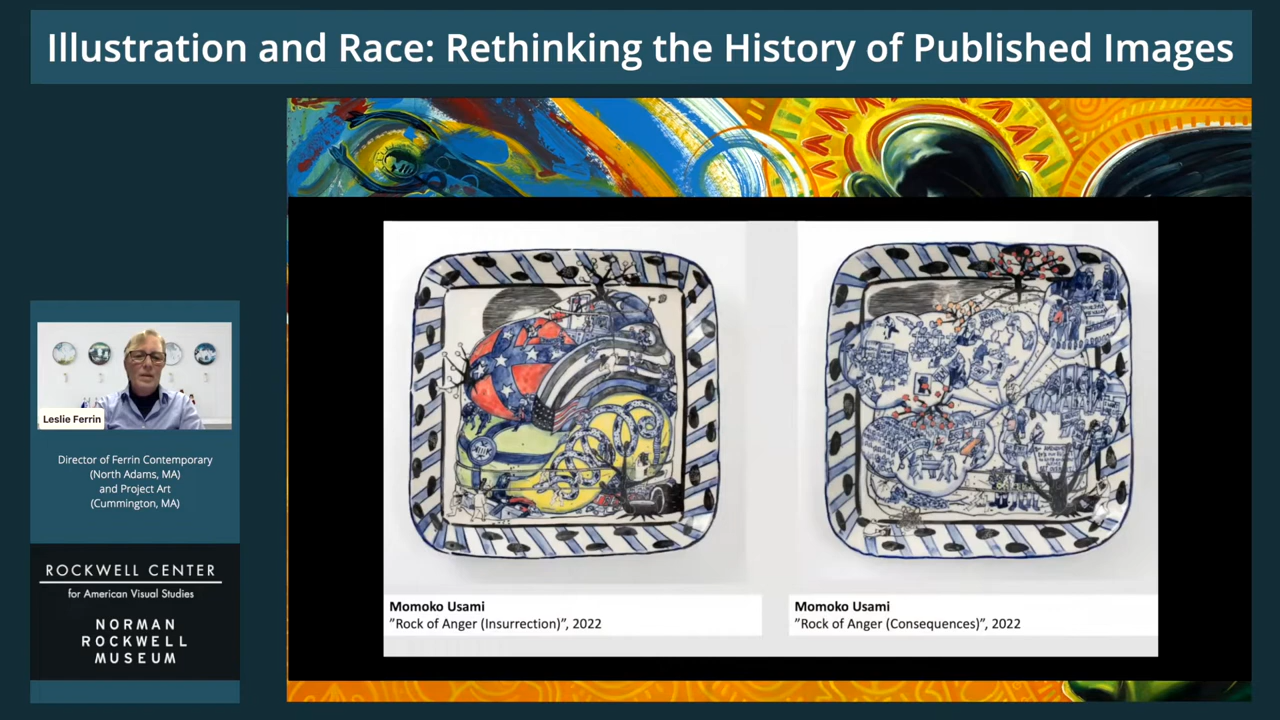 Illustration and Race: Rethinking the History of Published Images
Leslie Ferrin
Director of Ferrin Contemporary
(North Adams, MA)
and Project Art
(Cummington, MA)
ROCKWELL CENTER
for American Visual Studies
NORMAN
ROCKWELL
MUSEUM
Momoko Usami
”Rock of Anger (Insurrection)”, 2022
Momoko Usami
”Rock of Anger (Consequences)”, 2022